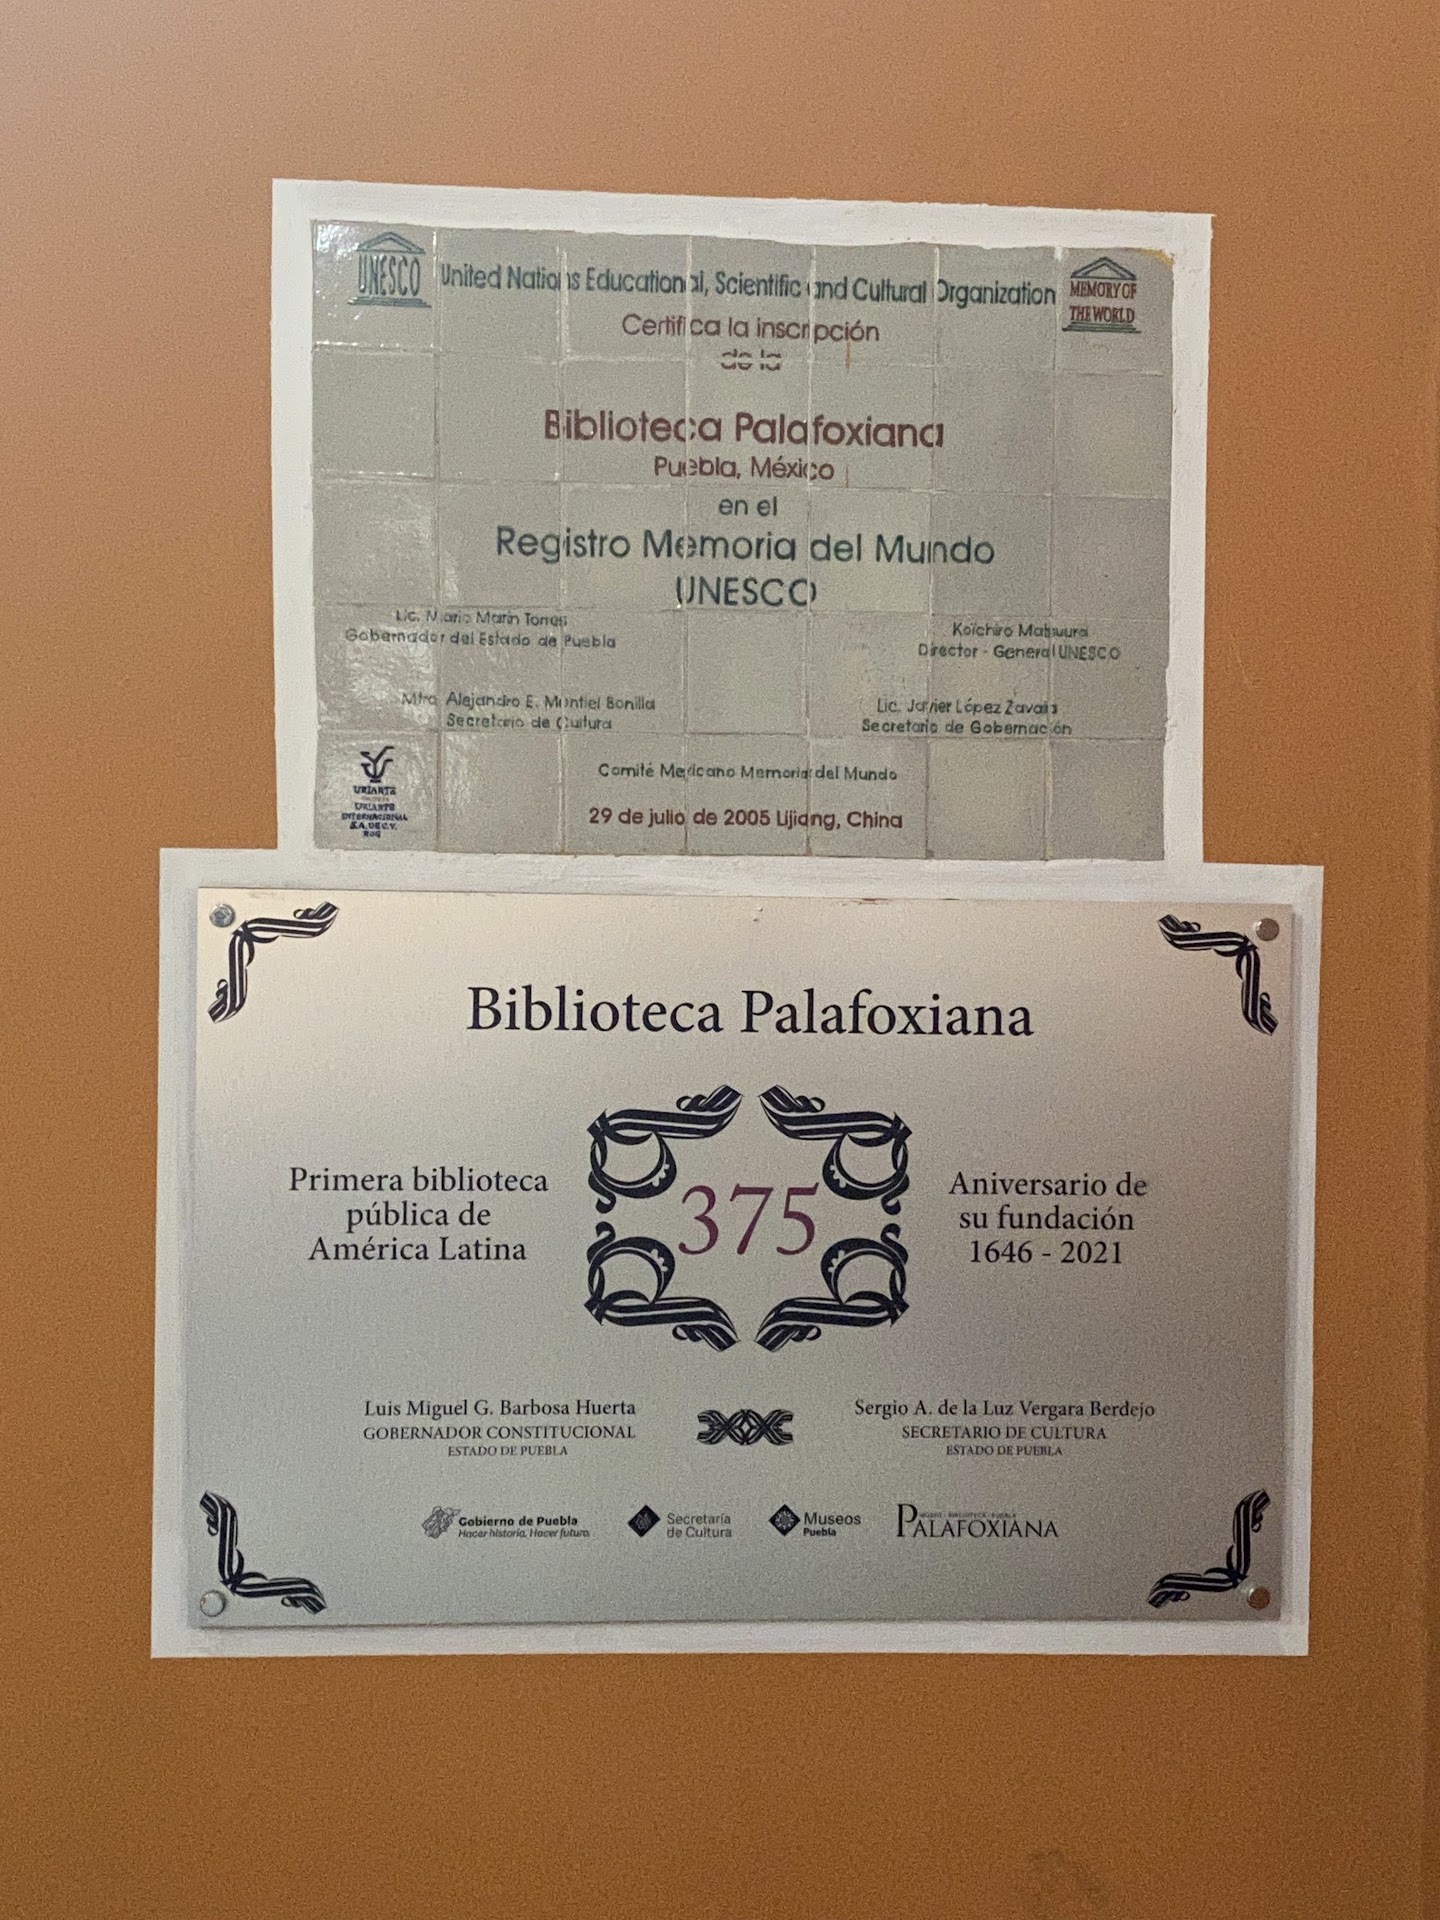 UNESCO
United Nations Educational, Scientific and Cultural Organization
MEMORY OF
THE WORLD
Certifica la inscripción
de la
Biblioteca Palafoxiana
Puebla, México
en el
Registro Memoria del Mundo
UNESCO
Lic. Mario Marín Torres
Gobernador del Estado de Puebla
Koïchiro Matsuura
Director - General UNESCO
Mtro. Alejandro E. Montiel Bonilla
Secretario de Cultura
Lic. Javier López Zavala
Secretario de Gobernación
URIARTE
URIARTE
INTERNACIONAL
S.A. DE C.V.
Comité Mexicano Memoria del Mundo
29 de julio de 2005 Lijiang, China
Biblioteca Palafoxiana
Primera biblioteca
pública de
América Latina
375
Aniversario de
su fundación
1646 - 2021
Luis Miguel G. Barbosa Huerta
GOBERNADOR CONSTITUCIONAL
ESTADO DE PUEBLA
Sergio A. de la Luz Vergara Berdejo
SECRETARIO DE CULTURA
ESTADO DE PUEBLA
Gobierno de Puebla
Hacer historia. Hacer futuro.
Secretaría
de Cultura
Museos
Puebla
PALAFOXIANA